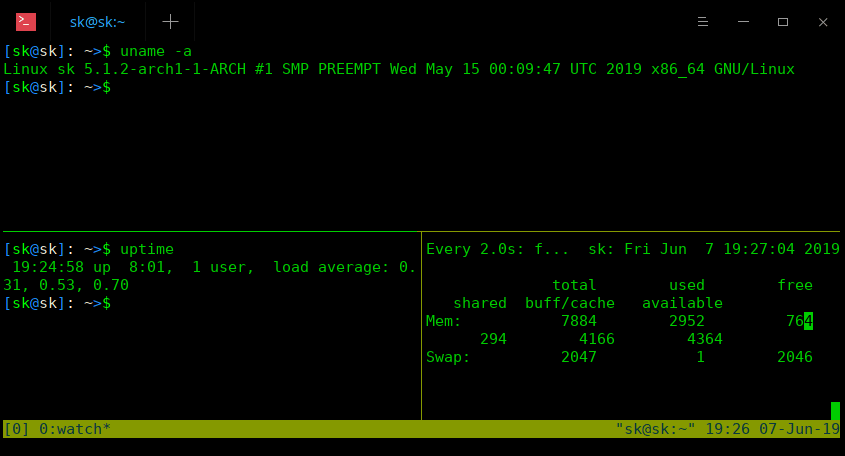 sk@sk:~
[sk@sk]: ~>$ uname -a
Linux sk 5.1.2-arch1-1-ARCH #1 SMP PREEMPT Wed May 15 00:09:47 UTC 2019 x86_64 GNU/Linux
[sk@sk]: ~>$
[sk@sk]: ~>$ uptime
 19:24:58 up  8:01,  1 user,  load average: 0.
31, 0.53, 0.70
[sk@sk]: ~>$
Every 2.0s: f...  sk: Fri Jun  7 19:27:04 2019
              total        used        free
   shared  buff/cache   available
Mem:           7884        2952         764
      294        4166        4364
Swap:          2047           1        2046
[0] 0:watch* "sk@sk:~" 19:26 07-Jun-19